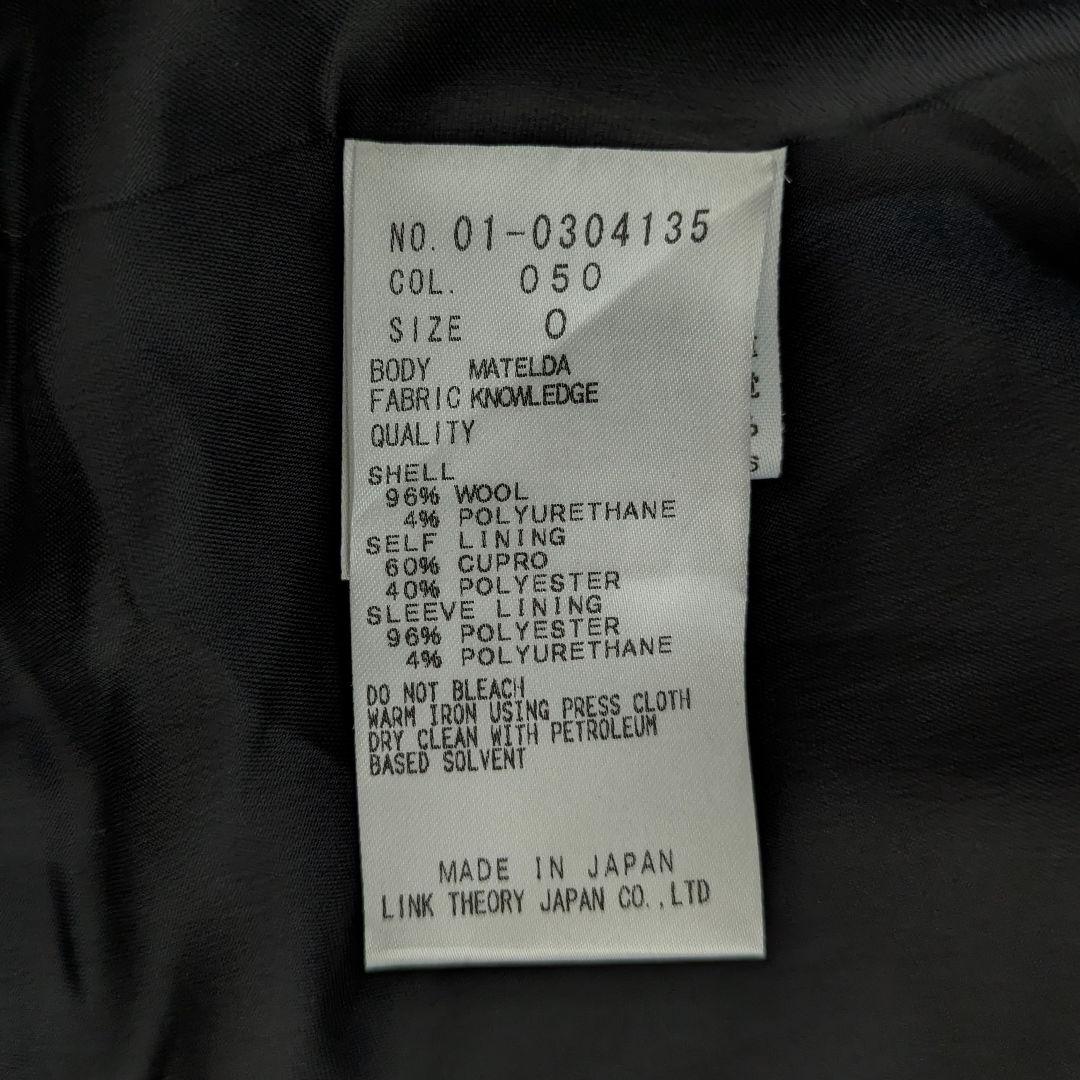 NO. 01-0304135
COL. 050
SIZE 0
BODY MATELDA
FABRIC KNOWLEDGE
QUALITY
SHELL
96% WOOL
4% POLYURETHANE
SELF LINING
60% CUPRO
40% POLYESTER
SLEEVE LINING
96% POLYESTER
4% POLYURETHANE
DO NOT BLEACH
WARM IRON USING PRESS CLOTH
DRY CLEAN WITH PETROLEUM
BASED SOLVENT
MADE IN JAPAN
LINK THEORY JAPAN CO.,LTD